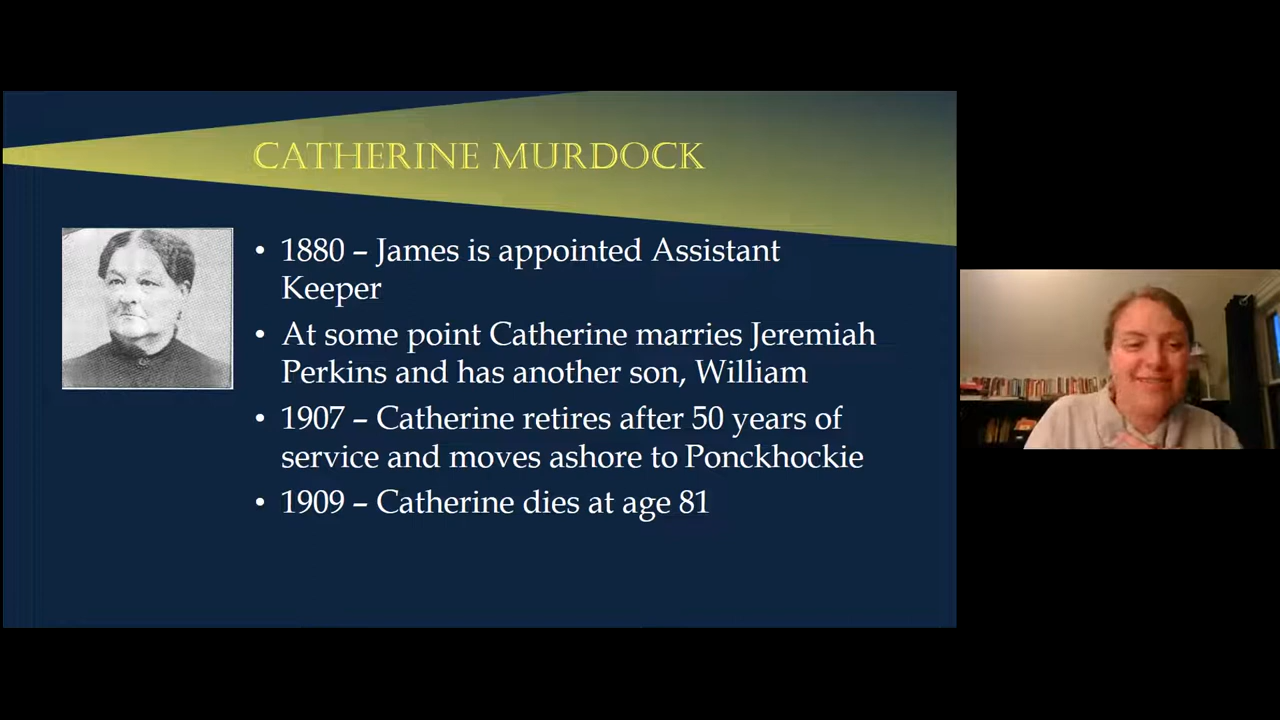 CATHERINE MURDOCK
• 1880 – James is appointed Assistant
Keeper
• At some point Catherine marries Jeremiah
Perkins and has another son, William
• 1907 – Catherine retires after 50 years of
service and moves ashore to Ponckhockie
• 1909 – Catherine dies at age 81